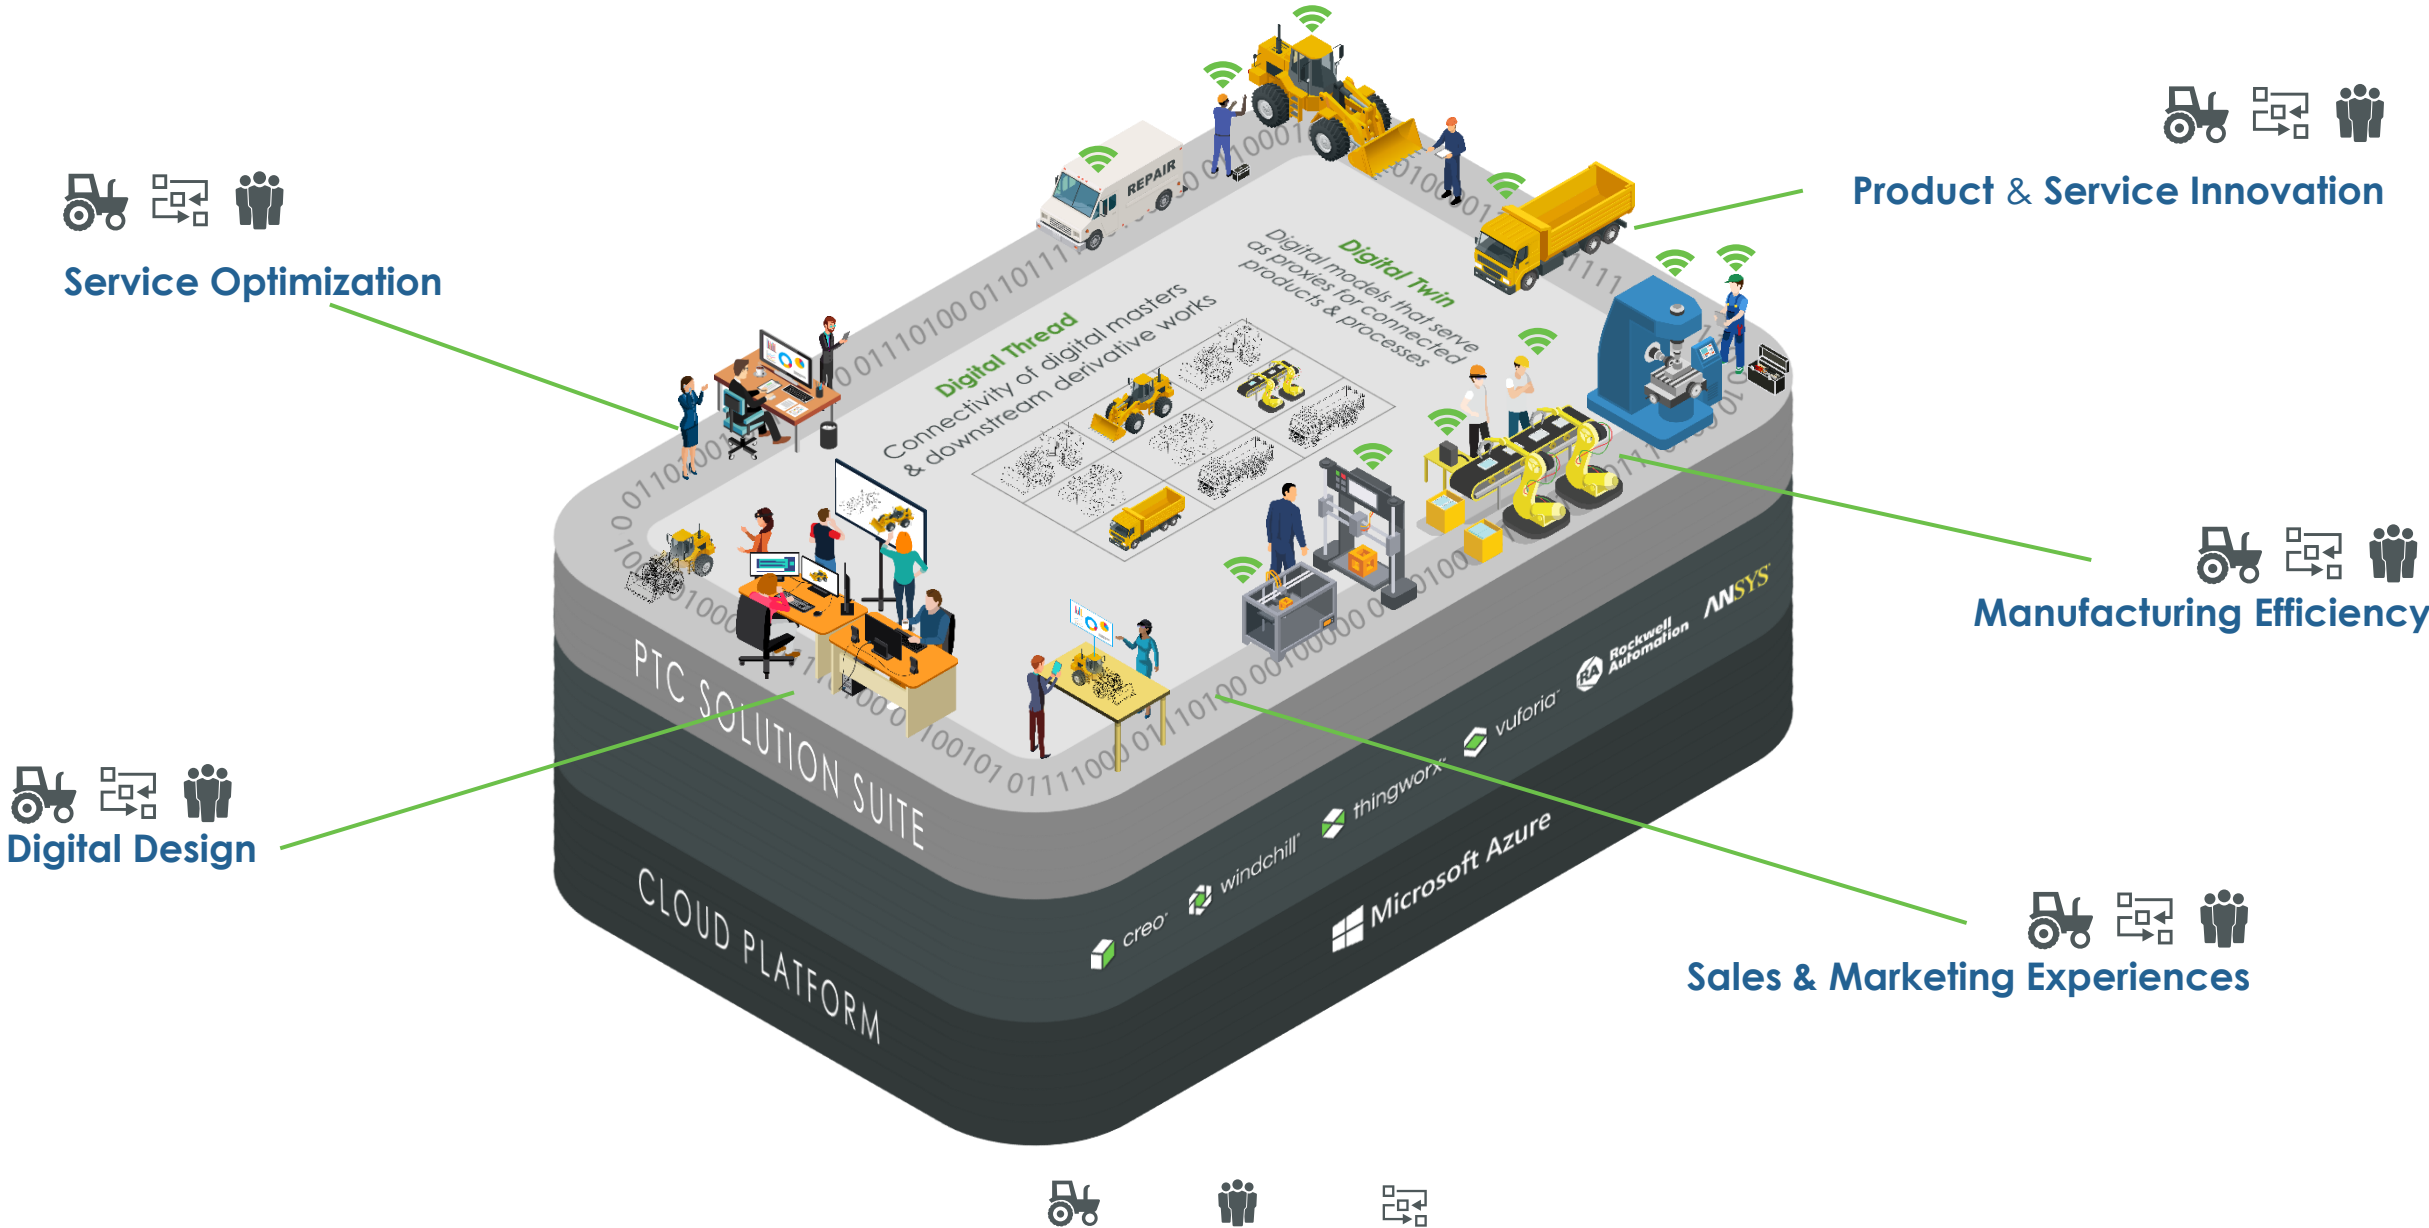 REPAIR
Product & Service Innovation
Service Optimization
Digital Twin
Digital models that serve
as proxies for connected
products & processes
Digital Thread
Connectivity of digital masters
& downstream derivative works
Manufacturing Efficiency
Digital Design
Sales & Marketing Experiences
PTC SOLUTION SUITE
creo
windchill
thingworx
vuforia
RA
Rockwell
Automation
ANSYS
CLOUD PLATFORM
Microsoft Azure